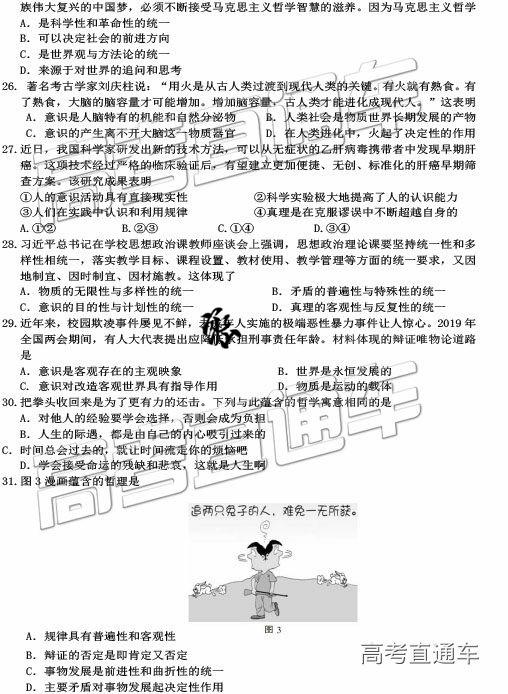 族伟大复兴的中国梦，必须不断接受马克思主义哲学智慧的滋养。因为马克思主义哲学
A．是科学性和革命性的统一
B．可以决定社会的前进方向
C．是世界观与方法论的统一
D．来源于对世界的追问和思考
26．著名考古学家刘庆柱说：“用火是从古人类过渡到现代人类的关键。有火就有熟食。有
了熟食，大脑的脑容量才可能增加。增加脑容量，古人类才能进化成现代人。”这表明
A．意识是人脑特有的机能和自然分泌物 B．人类社会是物质世界长期发展的产物
C．意识的产生离不开大脑这一物质器官 D．在人类进化中，火起了决定性的作用
27．近日，我国科学家研发出新的技术方法，可以从无症状的乙肝病毒携带者中发现早期肝
癌。这项技术经过严格的临床验证后，有望建立更加便捷、无创、标准化的肝癌早期筛
查方案。该研究成果表明
①人的意识活动具有直接现实性 ②科学实验极大地提高了人的认识能力
③人们在实践中认识和利用规律 ④真理是在克服谬误中不断超越自身的
A.①② B.②③ C.①④ D.③④
28．习近平总书记在学校思想政治课教师座谈会上强调，思想政治理论课要坚持统一性和多
样性相统一，落实教学目标、课程设置、教材使用、教学管理等方面的统一要求，又因
地制宜、因时制宜、因材施教。这体现了
A．物质的无限性与多样性的统一 B．矛盾的普遍性与特殊性的统一
C．意识的目的性与计划性的统一 D．真理的客观性与反复性的统一
29．近年来，校园欺凌事件屡见不鲜，未成年人实施的极端恶性暴力事件让人惊心。2019年
全国两会期间，有人大代表提出应降低承担刑事责任年龄。材料体现的辩证唯物论道路
是
A．意识是客观存在的主观映象 B．世界是永恒发展的
C．意识对改造客观世界具有指导作用 D．物质是运动的载体
30．把拳头收回来是为了更有力的还击。下列与此蕴含的哲学寓意相同的是
A．对他人的经验要学会选择，否则会成为负担
B．人生的际遇，都是由自己的内心吸引过来的
C．时间总会过去的，就让时间流走你的烦恼吧
D．学会接受命运的残缺和悲哀，这就是人生啊
31．图3漫画蕴含的哲理是
追两只兔子的人，难免一无所获。
图3
A．规律具有普遍性和客观性
B．辩证的否定是即肯定又否定
C．事物发展是前进性和曲折性的统一
D．主要矛盾对事物发展起决定性作用
高考直通车
高考直通车
高考直通车